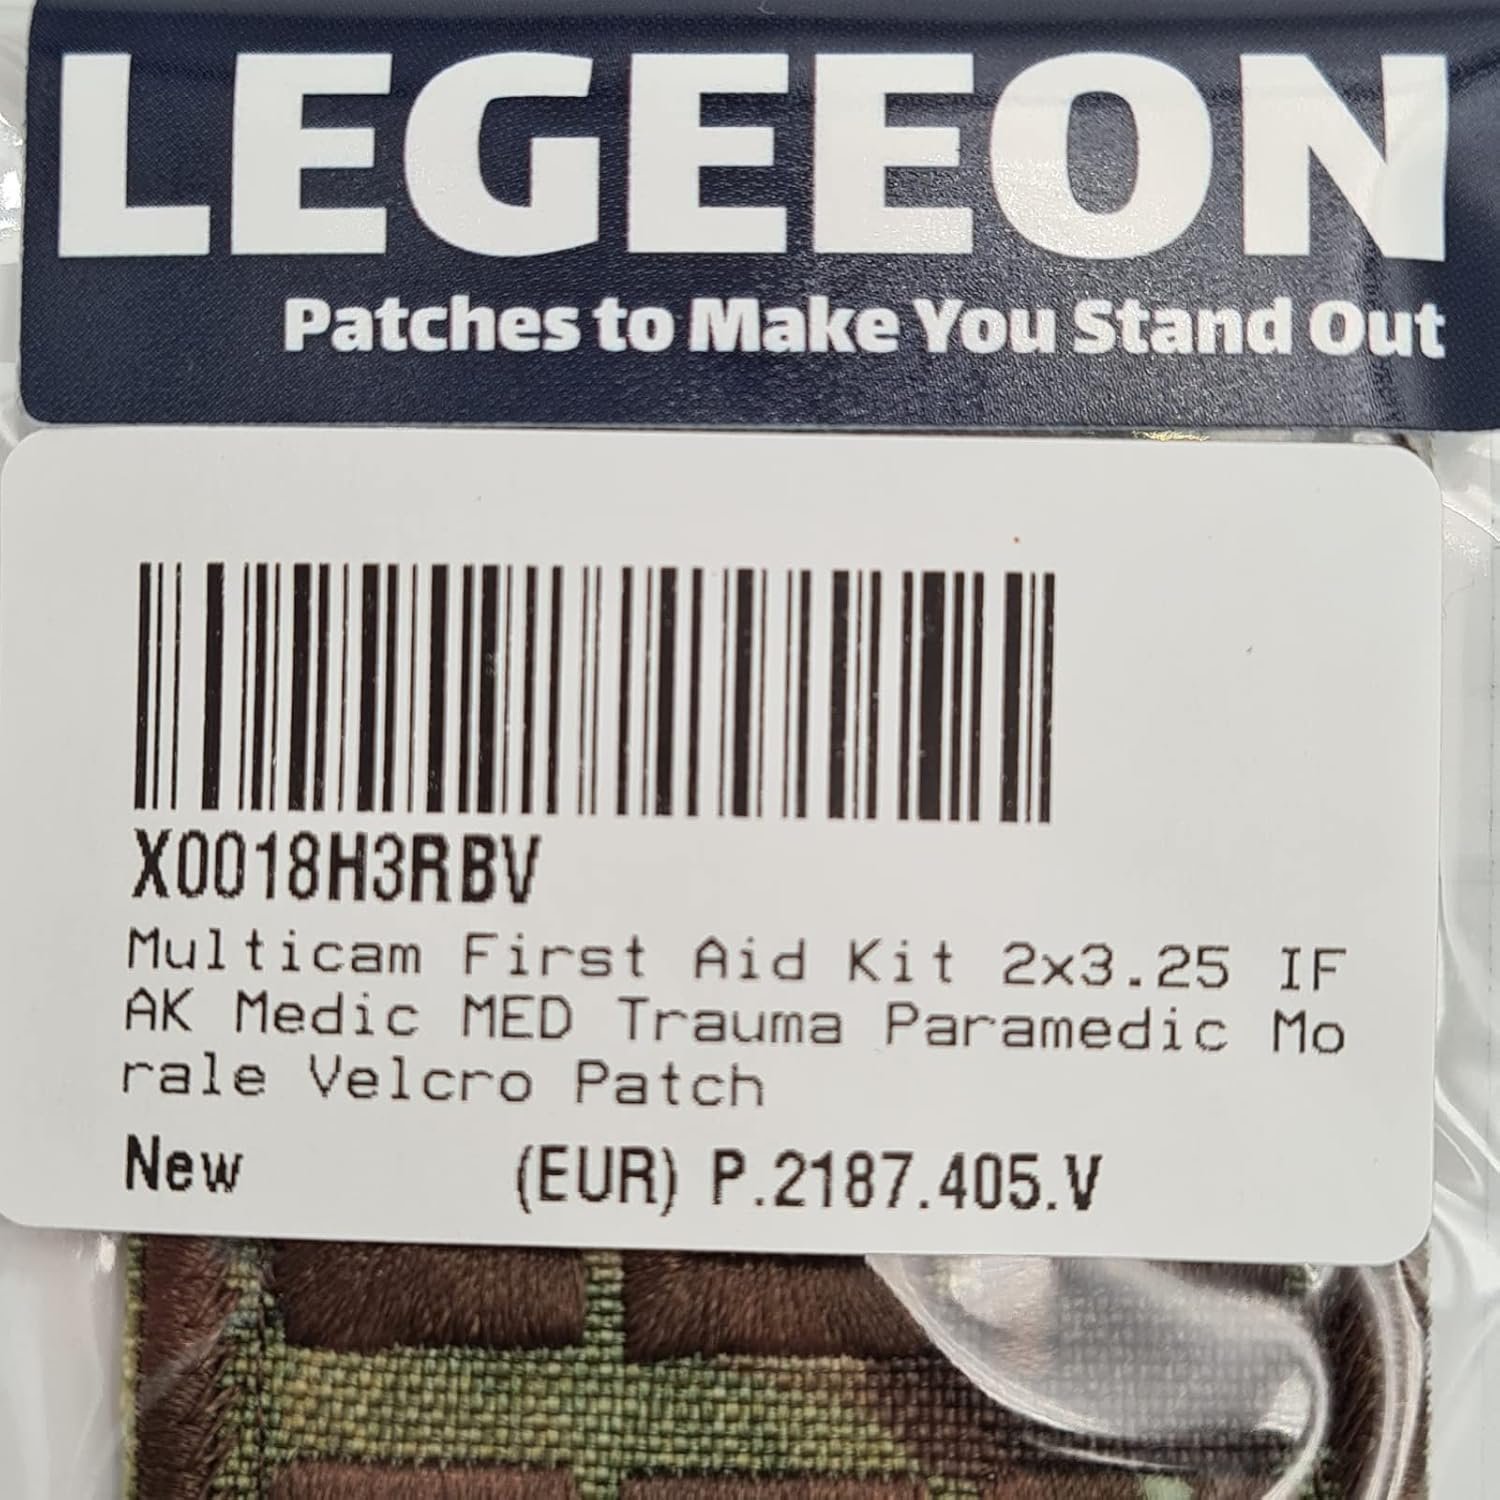 LEGEEON
Patches to Make You Stand Out
X0018H3RBV
Multicam First Aid Kit 2x3.25 IF
AK Medic MED Trauma Paramedic Mo
rale Velcro Patch
New (EUR) P.2187.405.V